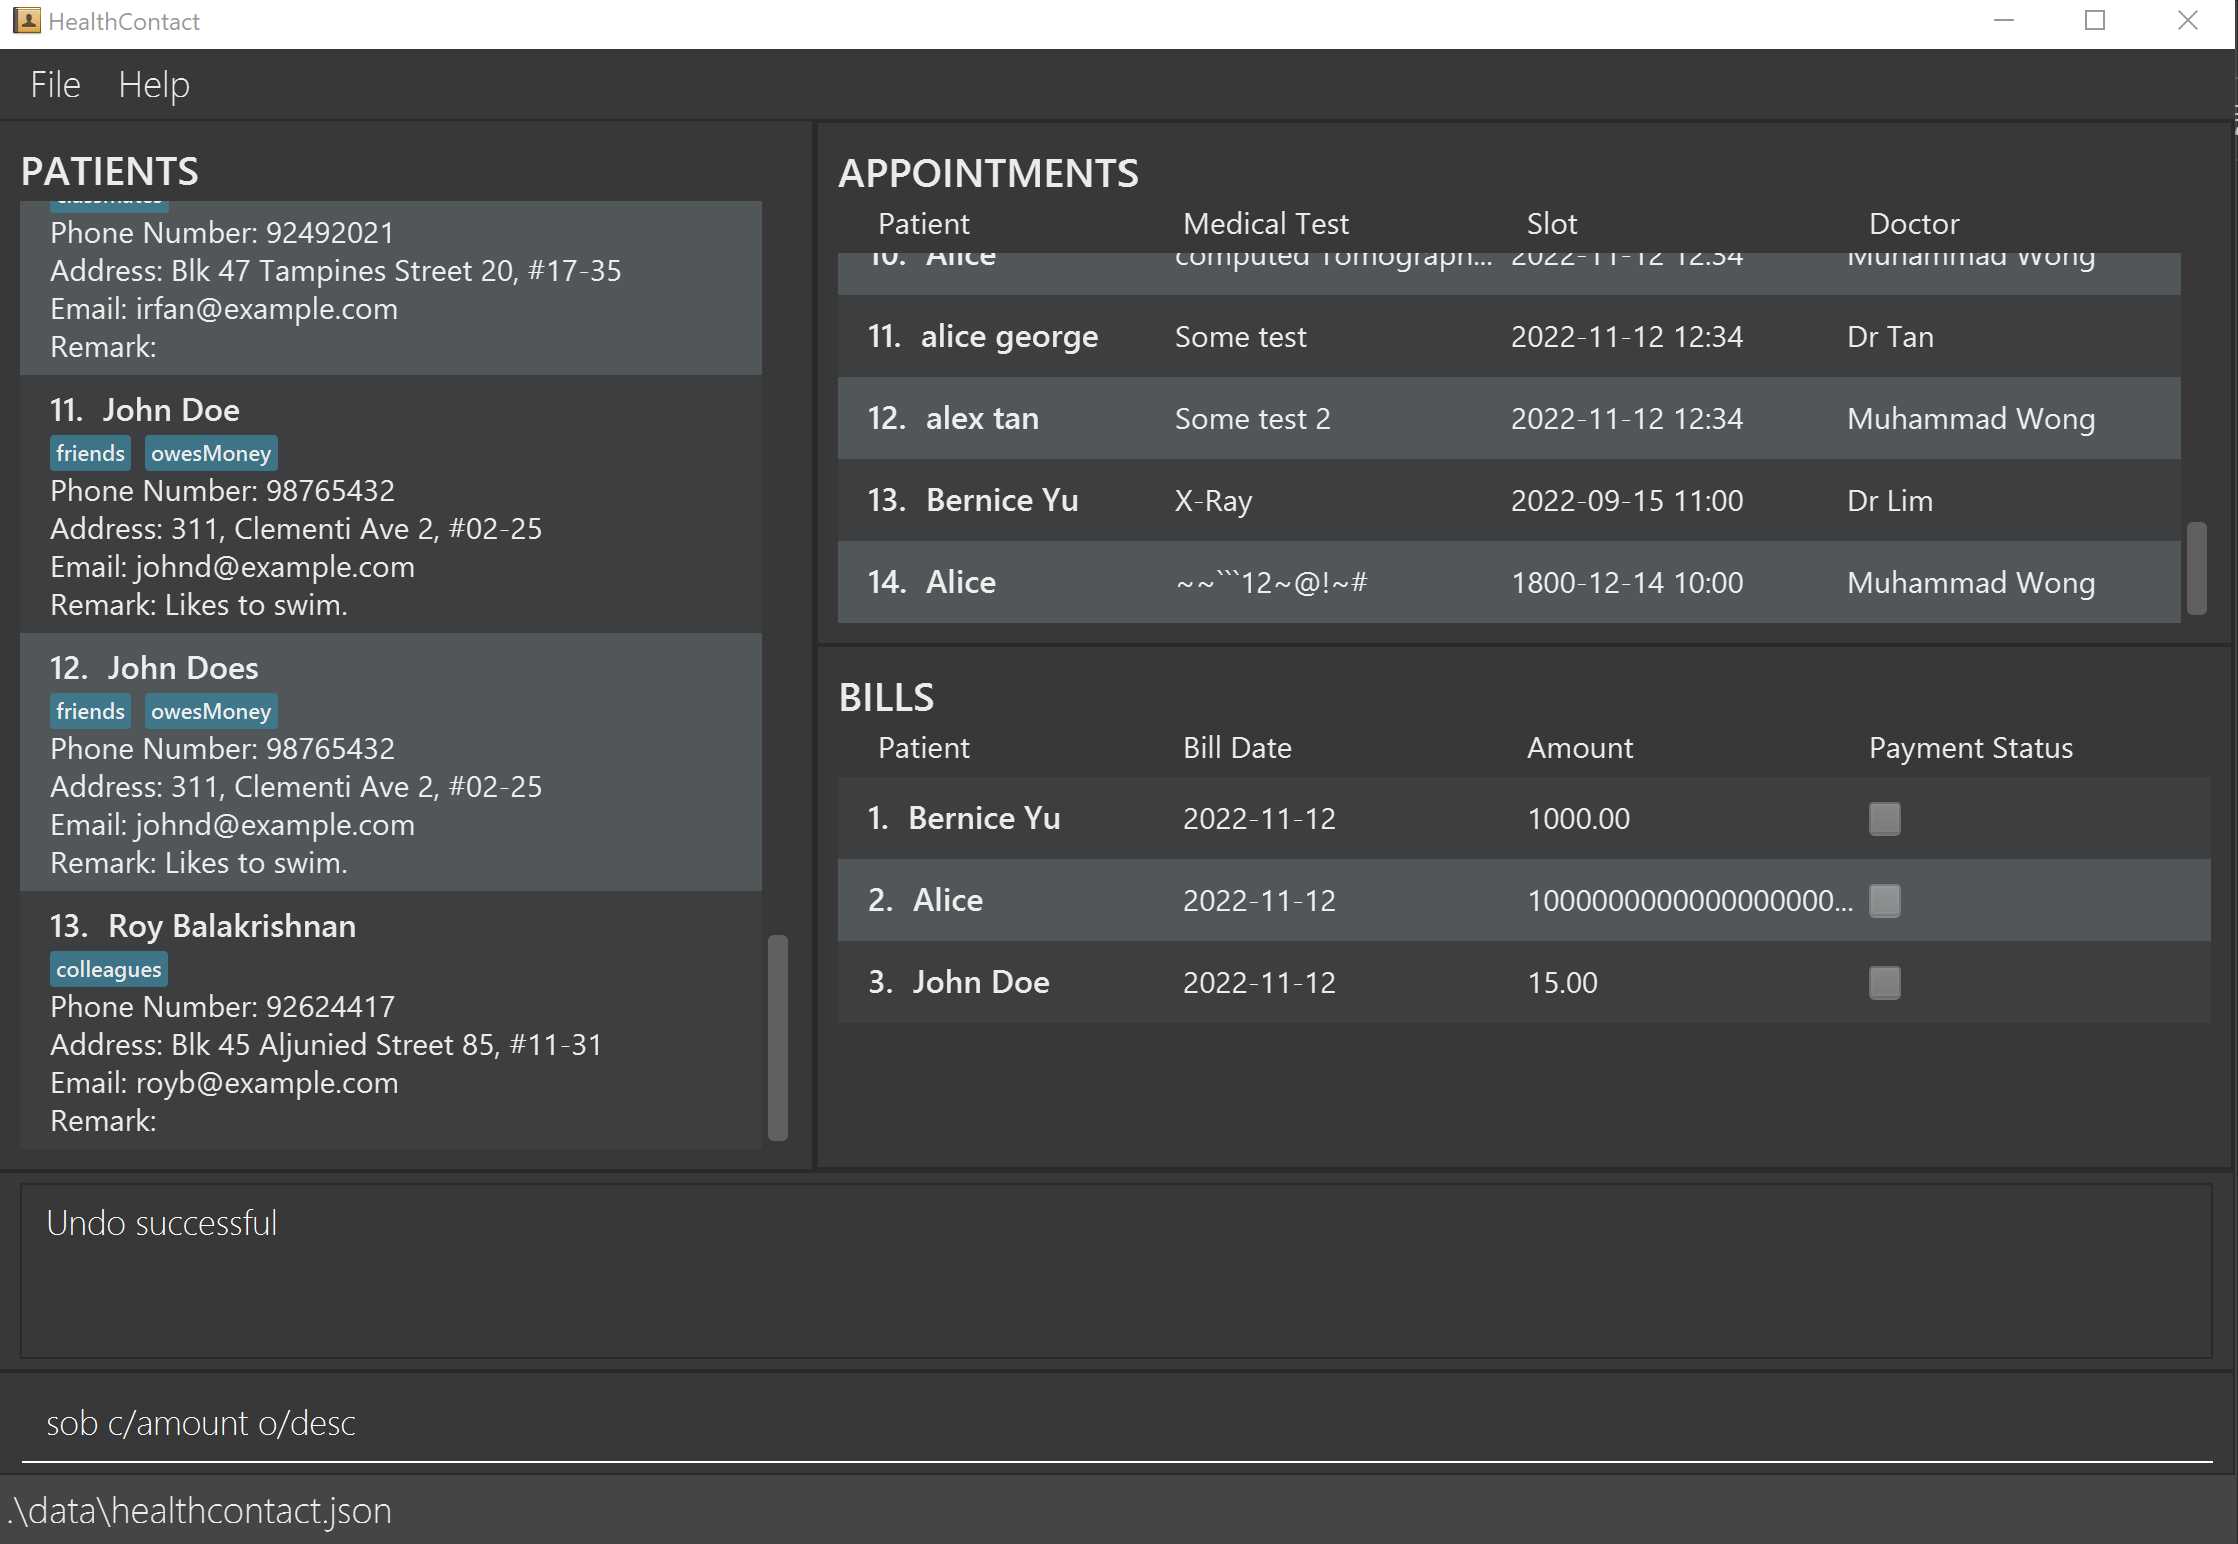 HealthContact
File Help
PATIENTS
classmates
Phone Number: 92492021
Address: Blk 47 Tampines Street 20, #17-35
Email: irfan@example.com
Remark:
11. John Doe
friends owesMoney
Phone Number: 98765432
Address: 311, Clementi Ave 2, #02-25
Email: johnd@example.com
Remark: Likes to swim.
12. John Does
friends owesMoney
Phone Number: 98765432
Address: 311, Clementi Ave 2, #02-25
Email: johnd@example.com
Remark: Likes to swim.
13. Roy Balakrishnan
colleagues
Phone Number: 92624417
Address: Blk 45 Aljunied Street 85, #11-31
Email: royb@example.com
Remark:
APPOINTMENTS
Patient Medical Test Slot Doctor
10. Alice computed Tomograph... 2022-11-12 12:34 Muhammad Wong
11. alice george Some test 2022-11-12 12:34 Dr Tan
12. alex tan Some test 2 2022-11-12 12:34 Muhammad Wong
13. Bernice Yu X-Ray 2022-09-15 11:00 Dr Lim
14. Alice ~~```12~@!~# 1800-12-14 10:00 Muhammad Wong
BILLS
Patient Bill Date Amount Payment Status
1. Bernice Yu 2022-11-12 1000.00
2. Alice 2022-11-12 1000000000000000000...
3. John Doe 2022-11-12 15.00
Undo successful
sob c/amount o/desc
.\data\healthcontact.json